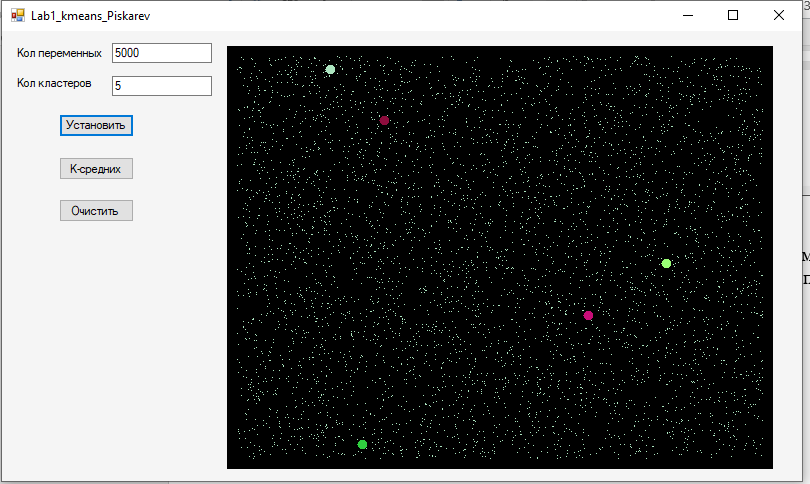 Lab1_kmeans_Piskarev
Кол переменных 5000
Кол кластеров 5
Установить
К-средних
Очистить